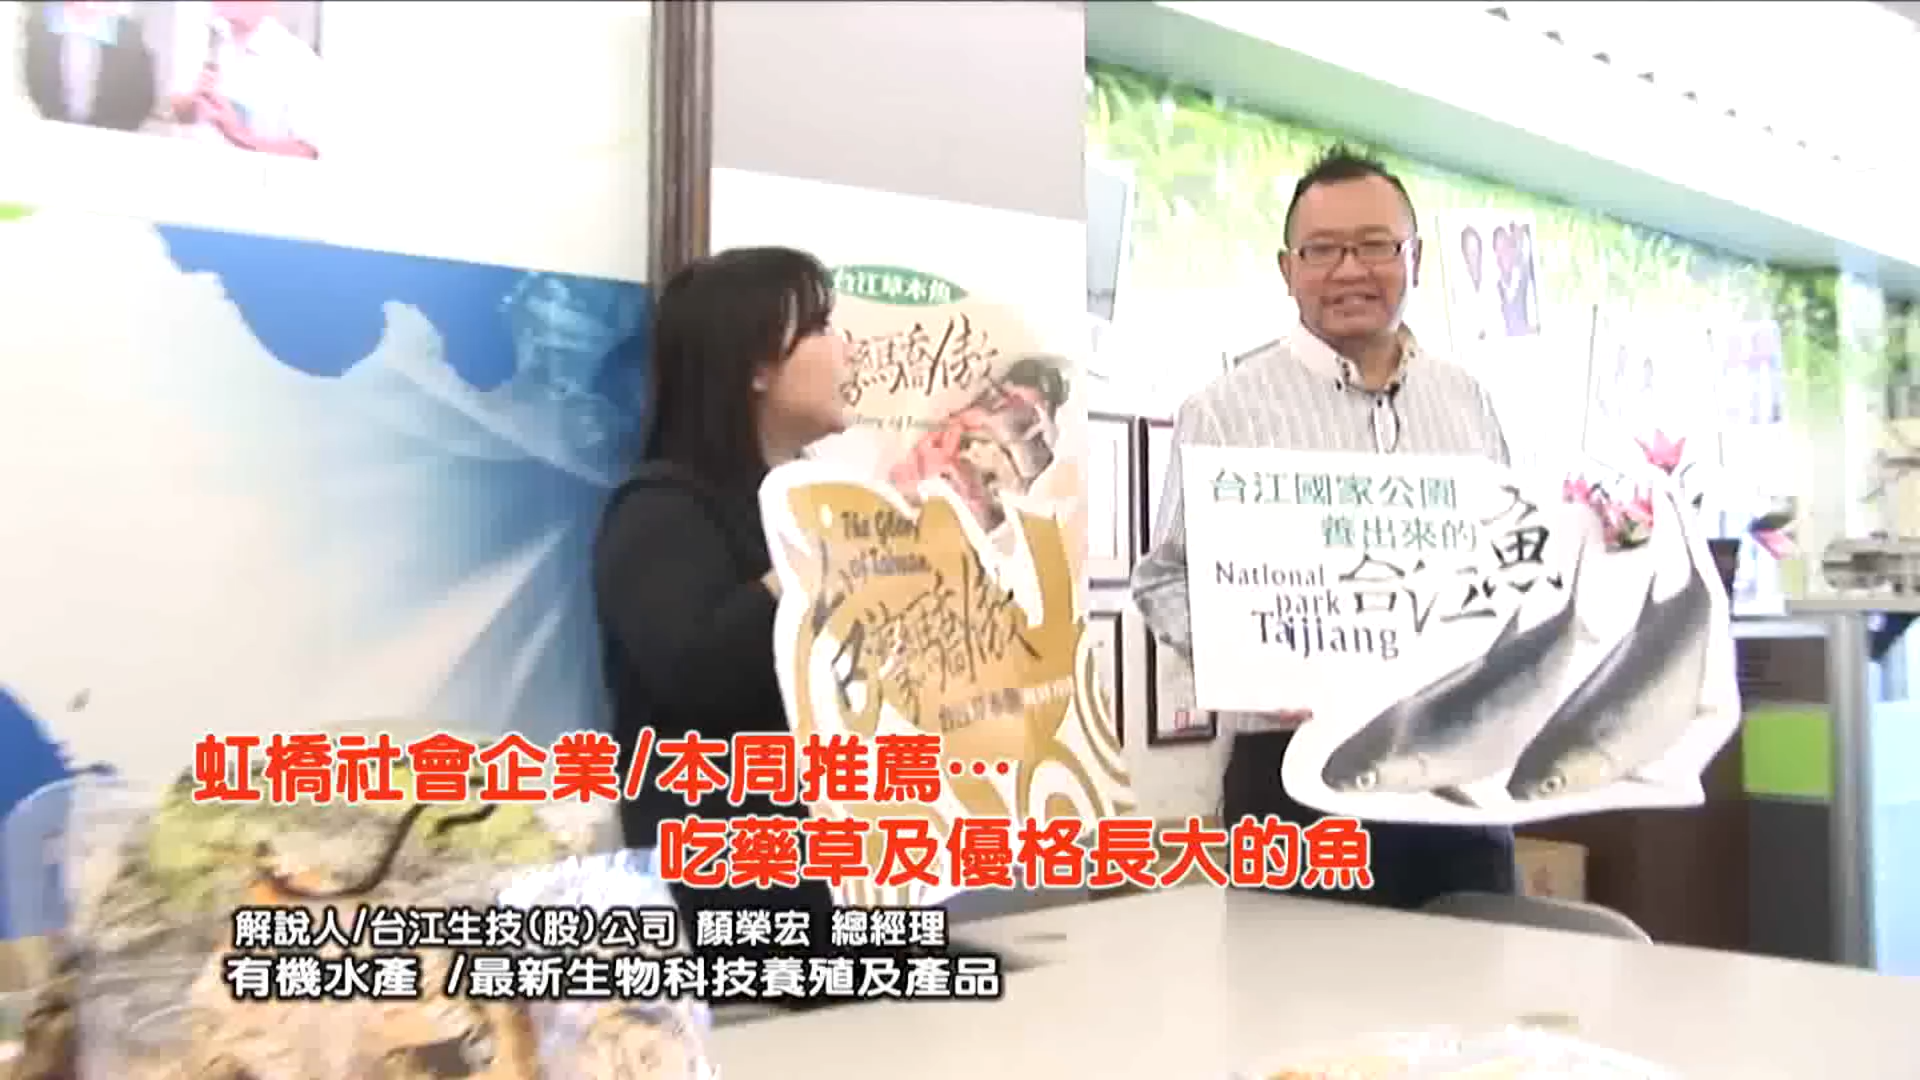 台江草本魚
驕傲
The Glory
of Taiwan
驕傲
台江國家公園
養出來的
National
park
Tajiang
台江漁
虹橋社會企業/本周推薦…
吃藥草及優格長大的魚
解說人/台江生技(股)公司 顏榮宏 總經理
有機水產 /最新生物科技養殖及產品